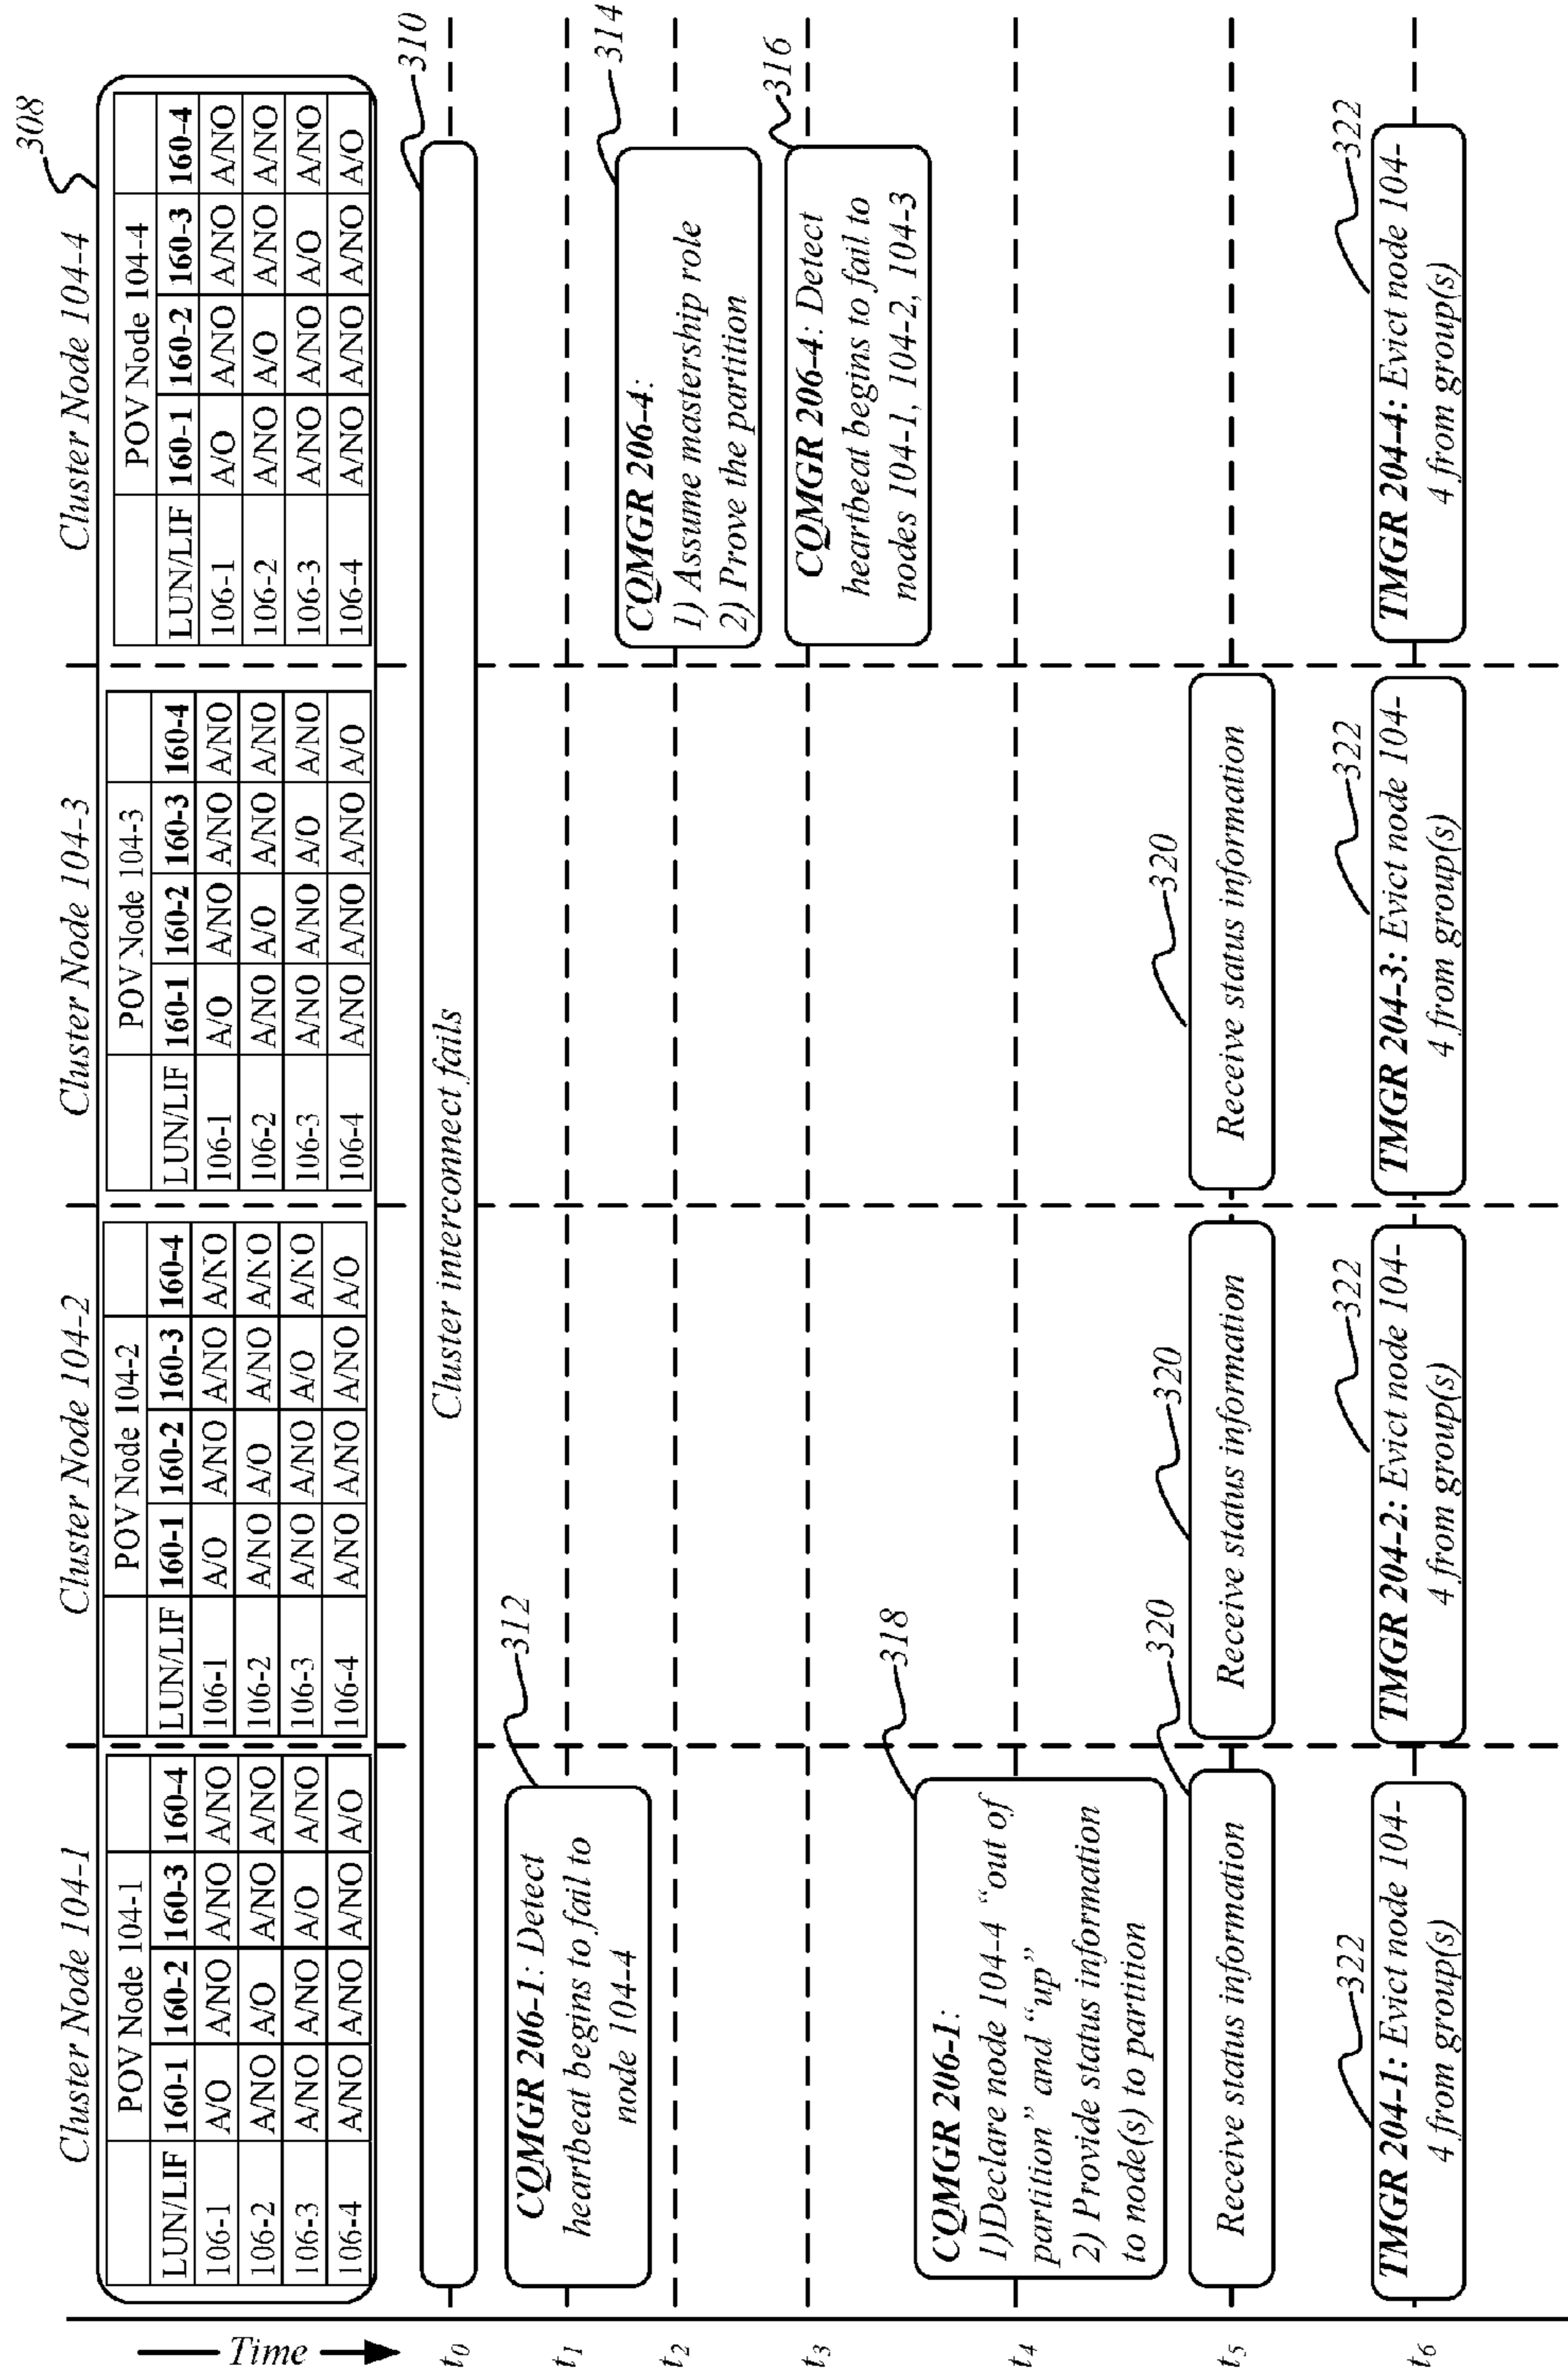 308
Cluster Node 104-1 Cluster Node 104-2 Cluster Node 104-3 Cluster Node 104-4
POV Node 104-1
LUN/LIF 160-1 160-2 160-3 160-4
106-1 A/O A/NO A/NO A/NO
106-2 A/NO A/O A/NO A/NO
106-3 A/NO A/NO A/O A/NO
106-4 A/NO A/NO A/NO A/O
POV Node 104-2
LUN/LIF 160-1 160-2 160-3 160-4
106-1 A/O A/NO A/NO A/NO
106-2 A/NO A/O A/NO A/NO
106-3 A/NO A/NO A/O A/NO
106-4 A/NO A/NO A/NO A/O
POV Node 104-3
LUN/LIF 160-1 160-2 160-3 160-4
106-1 A/O A/NO A/NO A/NO
106-2 A/NO A/O A/NO A/NO
106-3 A/NO A/NO A/O A/NO
106-4 A/NO A/NO A/NO A/O
POV Node 104-4
LUN/LIF 160-1 160-2 160-3 160-4
106-1 A/O A/NO A/NO A/NO
106-2 A/NO A/O A/NO A/NO
106-3 A/NO A/NO A/O A/NO
106-4 A/NO A/NO A/NO A/O
Time
t0
Cluster interconnect fails
310
t1
312
CQMGR 206-1: Detect
heartbeat begins to fail to
node 104-4
t2
314
CQMGR 206-4:
1) Assume mastership role
2) Prove the partition
t3
316
CQMGR 206-4: Detect
heartbeat begins to fail to
nodes 104-1, 104-2, 104-3
t4
318
CQMGR 206-1:
1)Declare node 104-4 “out of
partition” and “up”
2) Provide status information
to node(s) to partition
t5
320
Receive status information
320
Receive status information
320
Receive status information
t6
322
TMGR 204-1: Evict node 104-
4 from group(s)
322
TMGR 204-2: Evict node 104-
4 from group(s)
322
TMGR 204-3: Evict node 104-
4 from group(s)
322
TMGR 204-4: Evict node 104-
4 from group(s)